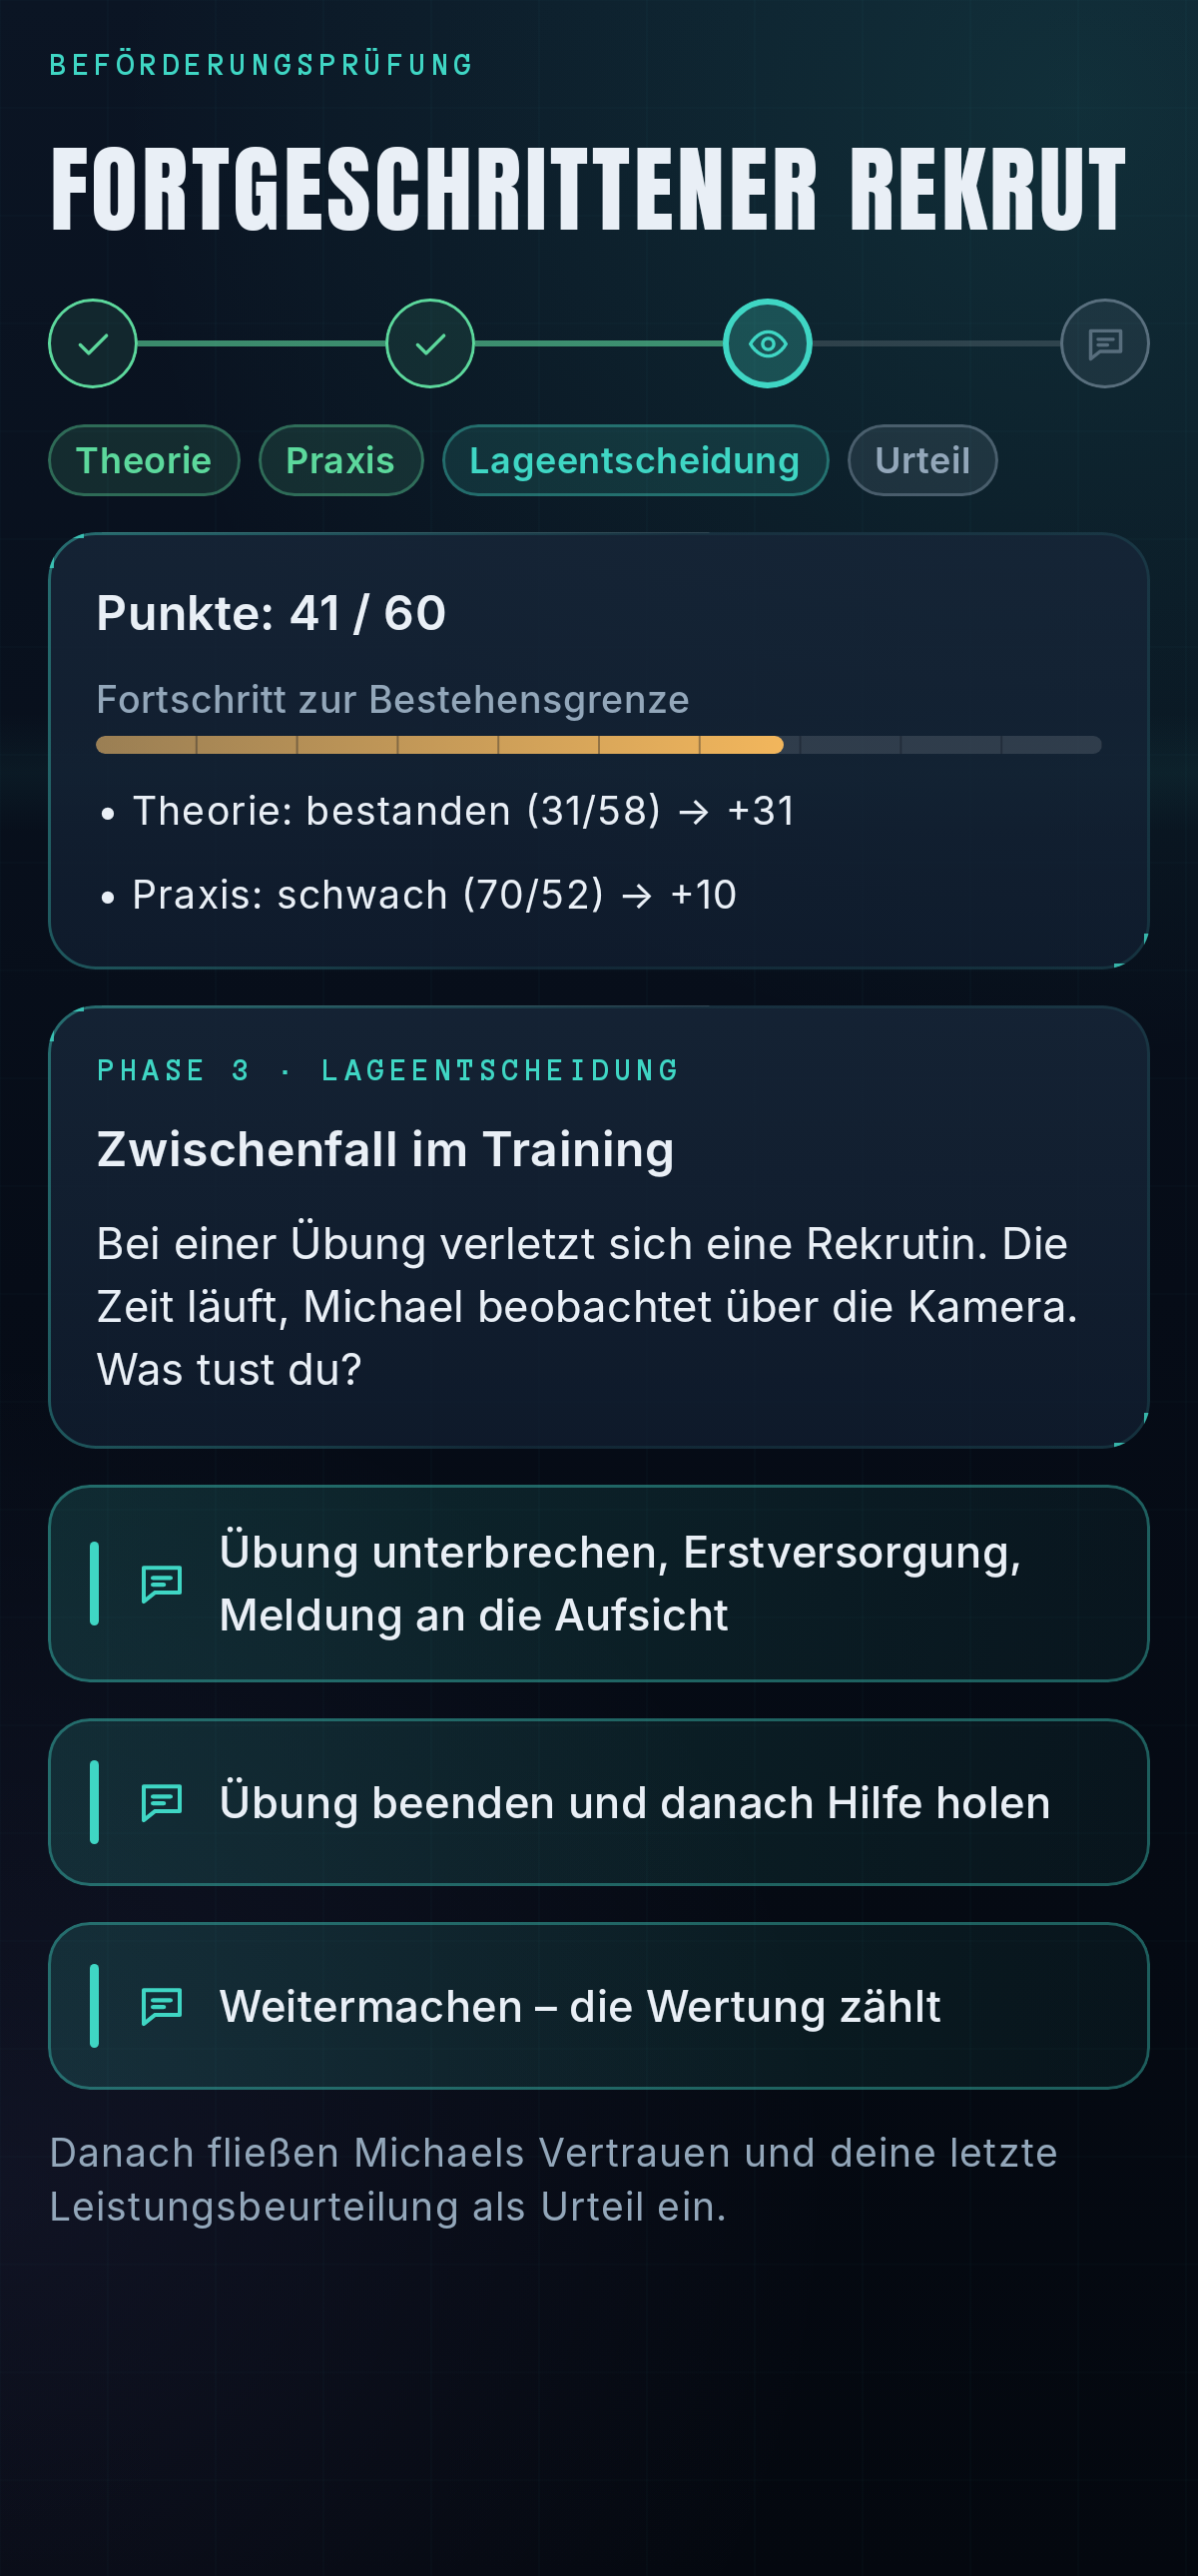 BEFÖRDERUNGSPRÜFUNG
FORTGESCHRITTENER REKRUT
Theorie Praxis Lageentscheidung Urteil
Punkte: 41 / 60
Fortschritt zur Bestehensgrenze
• Theorie: bestanden (31/58) → +31
• Praxis: schwach (70/52) → +10
PHASE 3 · LAGEENTSCHEIDUNG
Zwischenfall im Training
Bei einer Übung verletzt sich eine Rekrutin. Die
Zeit läuft, Michael beobachtet über die Kamera.
Was tust du?
Übung unterbrechen, Erstversorgung,
Meldung an die Aufsicht
Übung beenden und danach Hilfe holen
Weitermachen – die Wertung zählt
Danach fließen Michaels Vertrauen und deine letzte
Leistungsbeurteilung als Urteil ein.